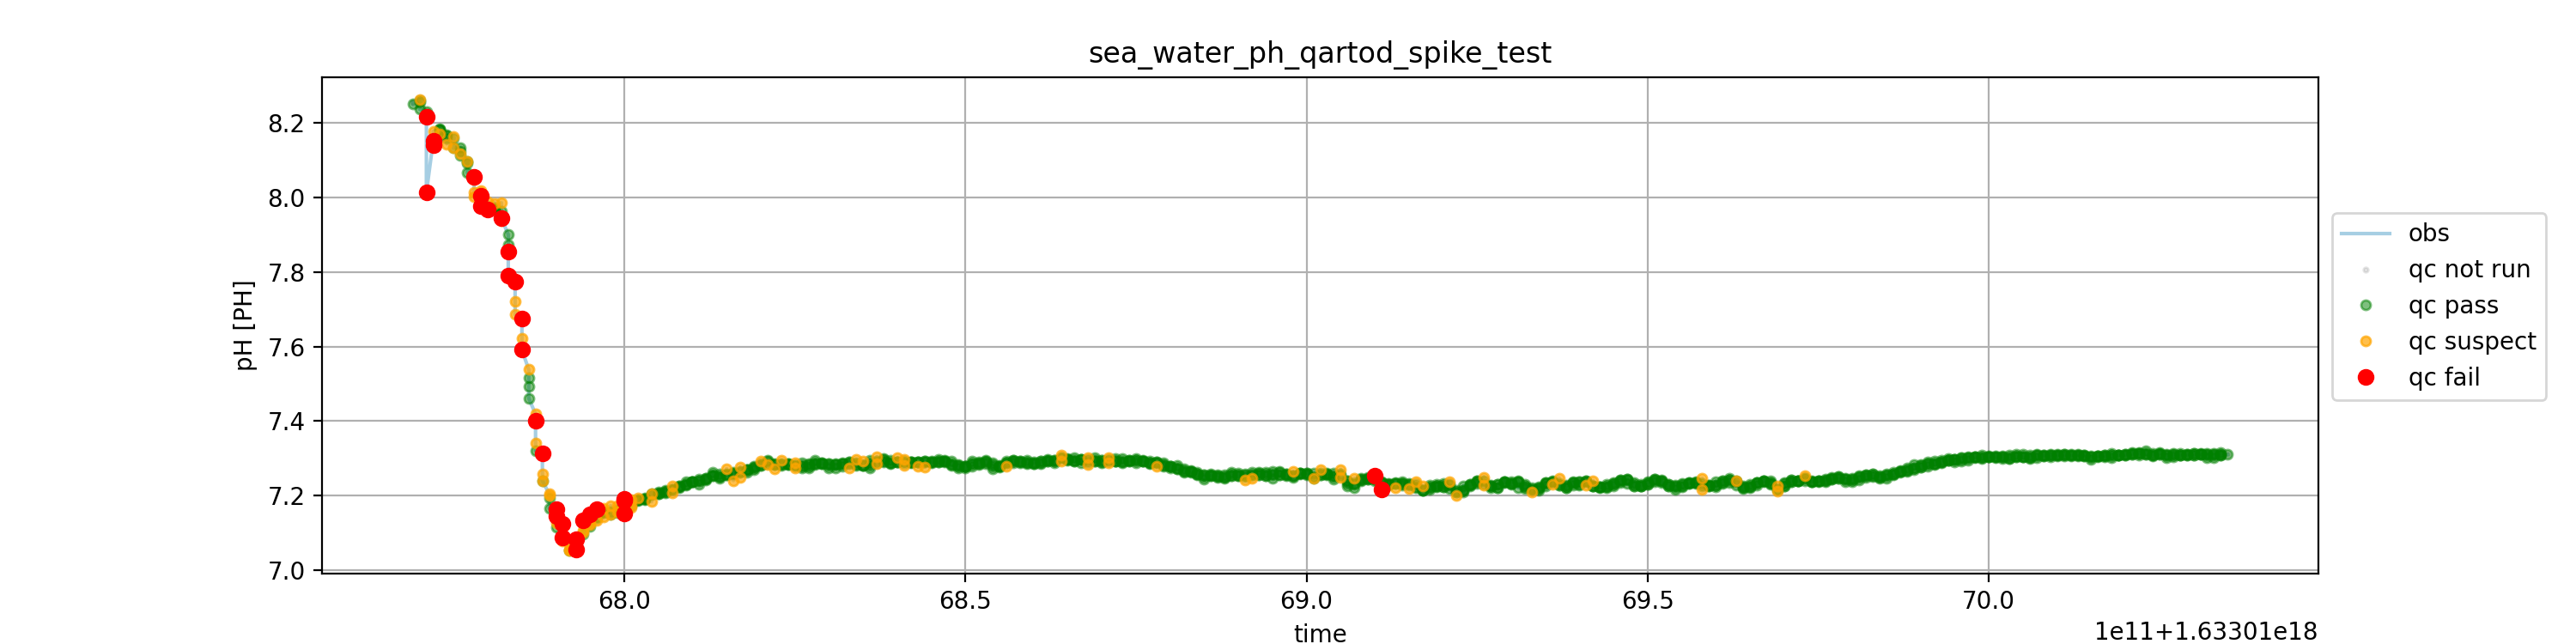 sea_water_ph_qartod_spike_test
8.2
8.0
7.8
7.6
7.4
7.2
7.0
pH [PH]
68.0 68.5 69.0 69.5 70.0
time
1e11+1.63301e18
obs
qc not run
qc pass
qc suspect
qc fail